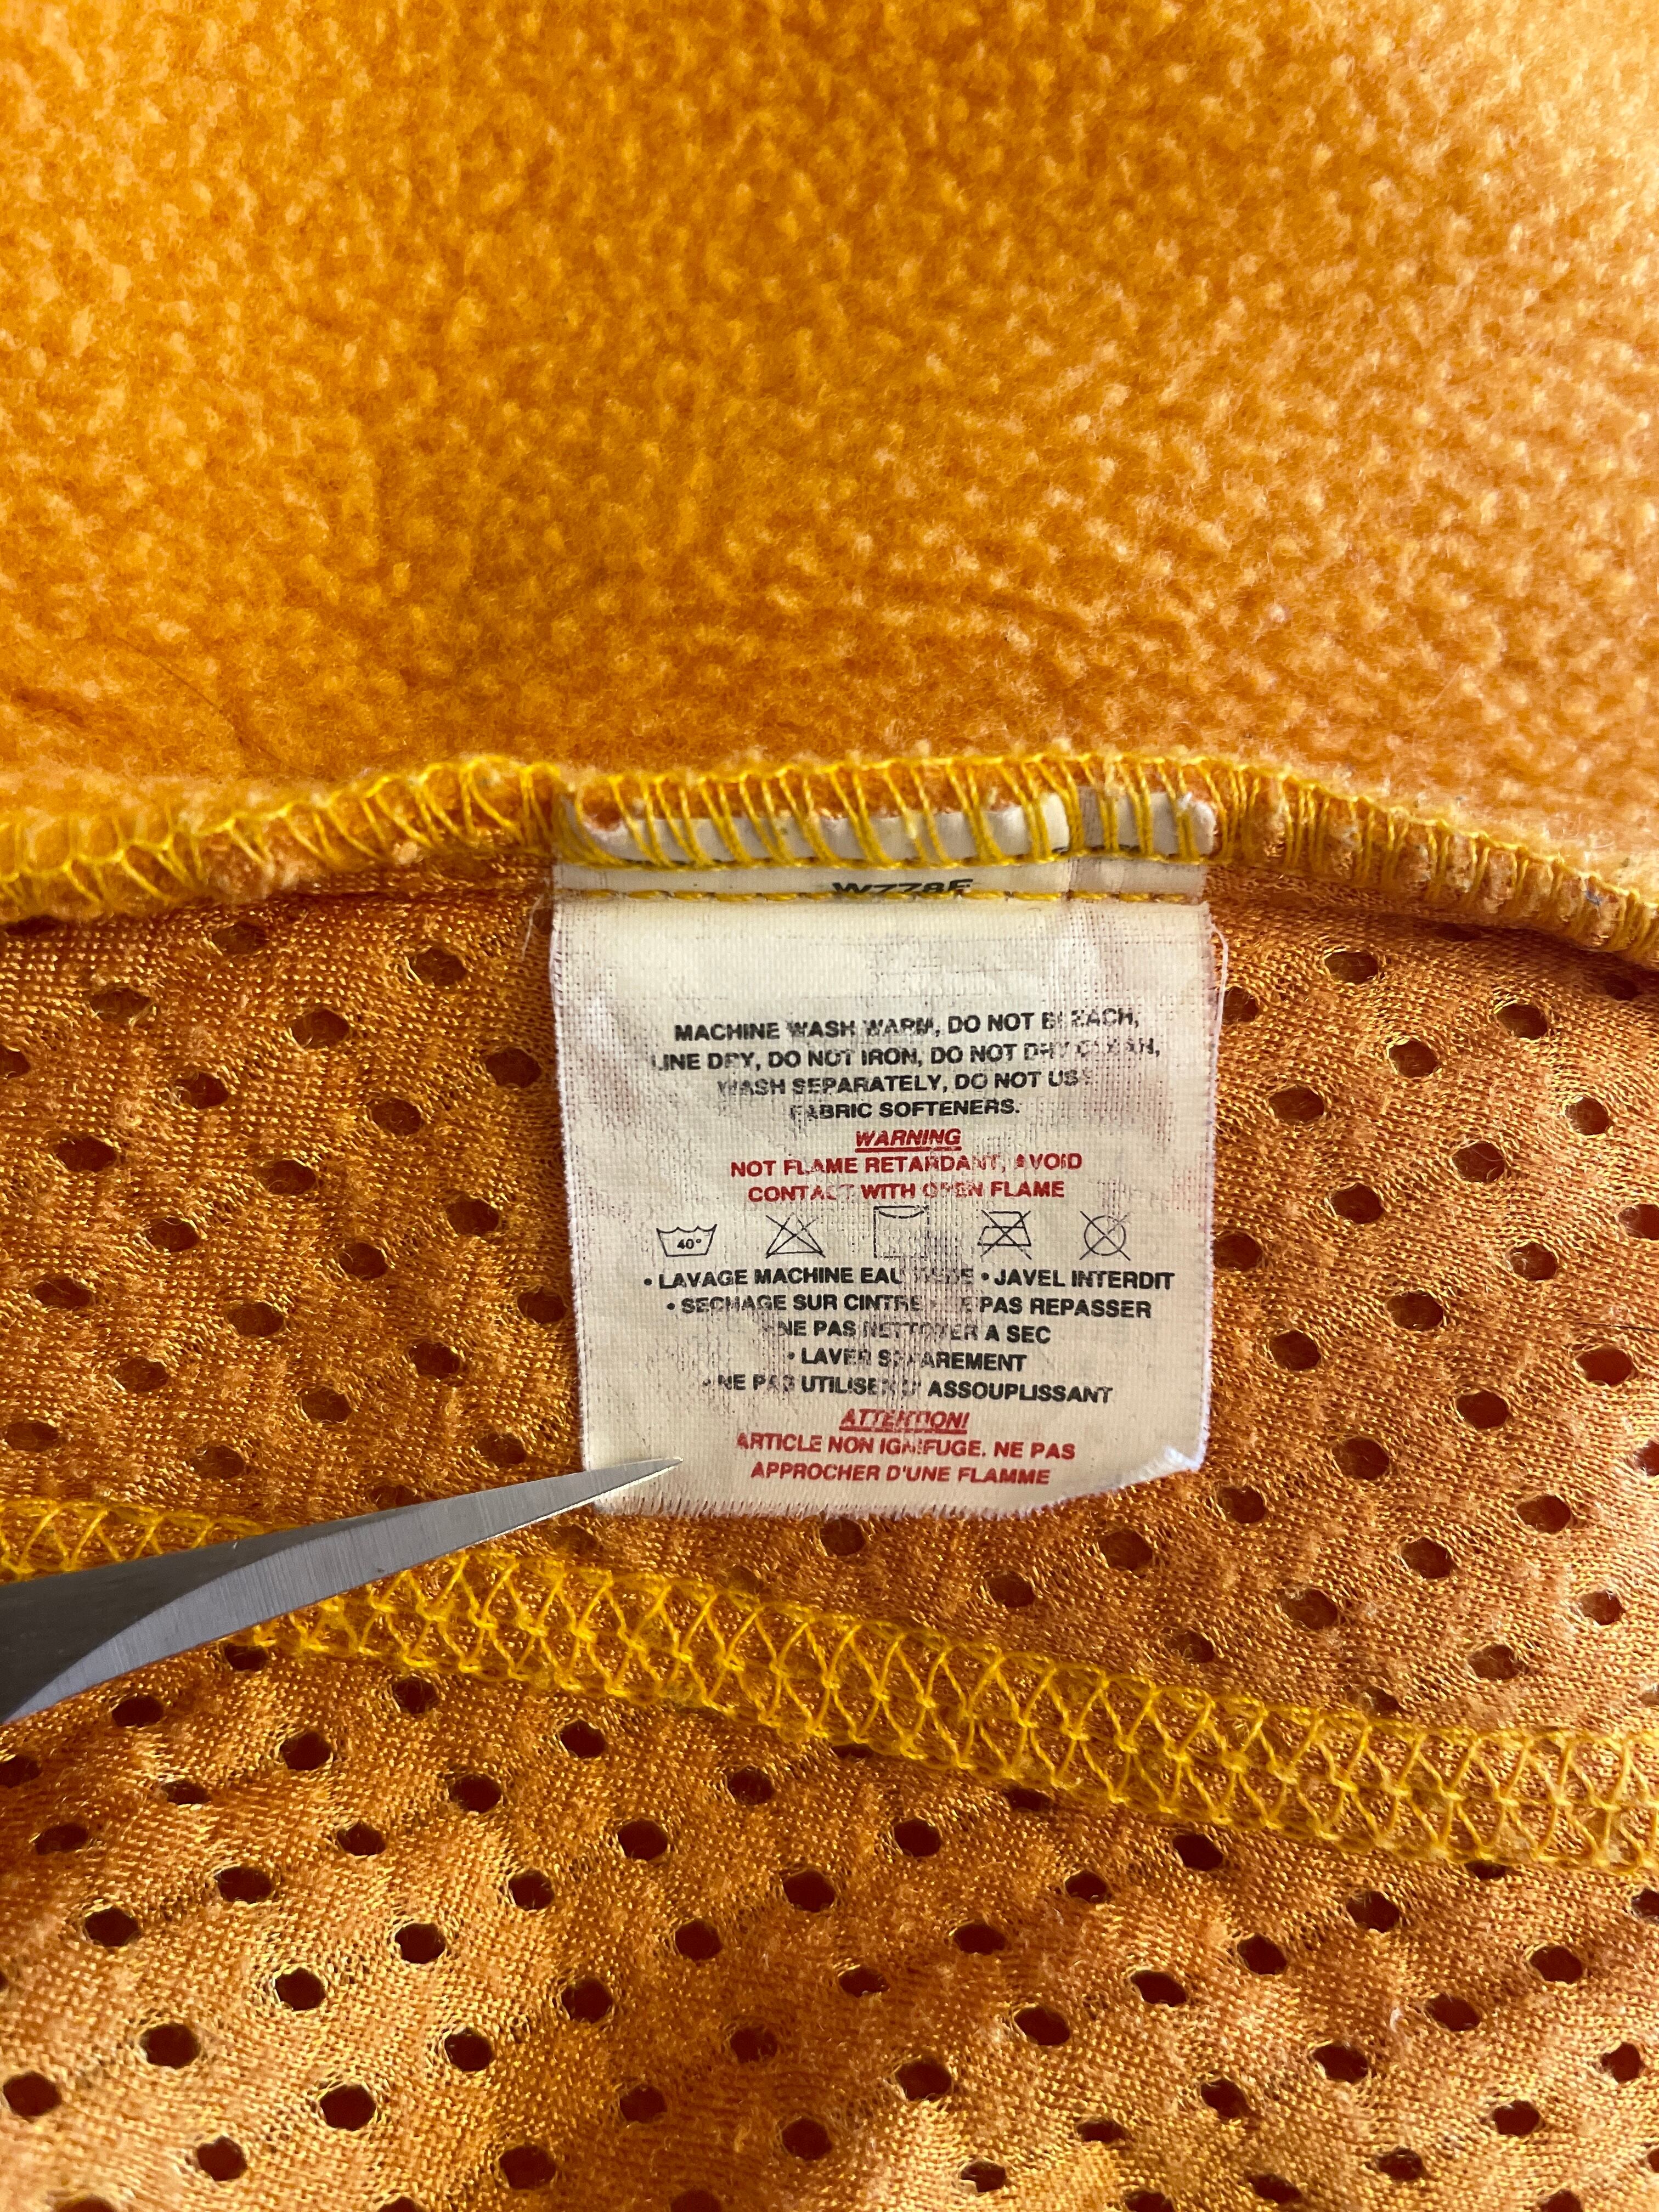 W778F
MACHINE WASH WARM, DO NOT BLEACH,
LINE DRY, DO NOT IRON, DO NOT DRY CLEAN,
WASH SEPARATELY, DO NOT USE
FABRIC SOFTENERS.
WARNING
NOT FLAME RETARDANT, AVOID
CONTACT WITH OPEN FLAME
40°
• LAVAGE MACHINE EAU • JAVEL INTERDIT
• SECHAGE SUR CINTRE • NE PAS REPASSER
• NE PAS NETTOYER A SEC
• LAVER SEPAREMENT
• NE PAS UTILISER D' ASSOUPLISSANT
ATTENTION!
ARTICLE NON IGNIFUGE. NE PAS
APPROCHER D'UNE FLAMME